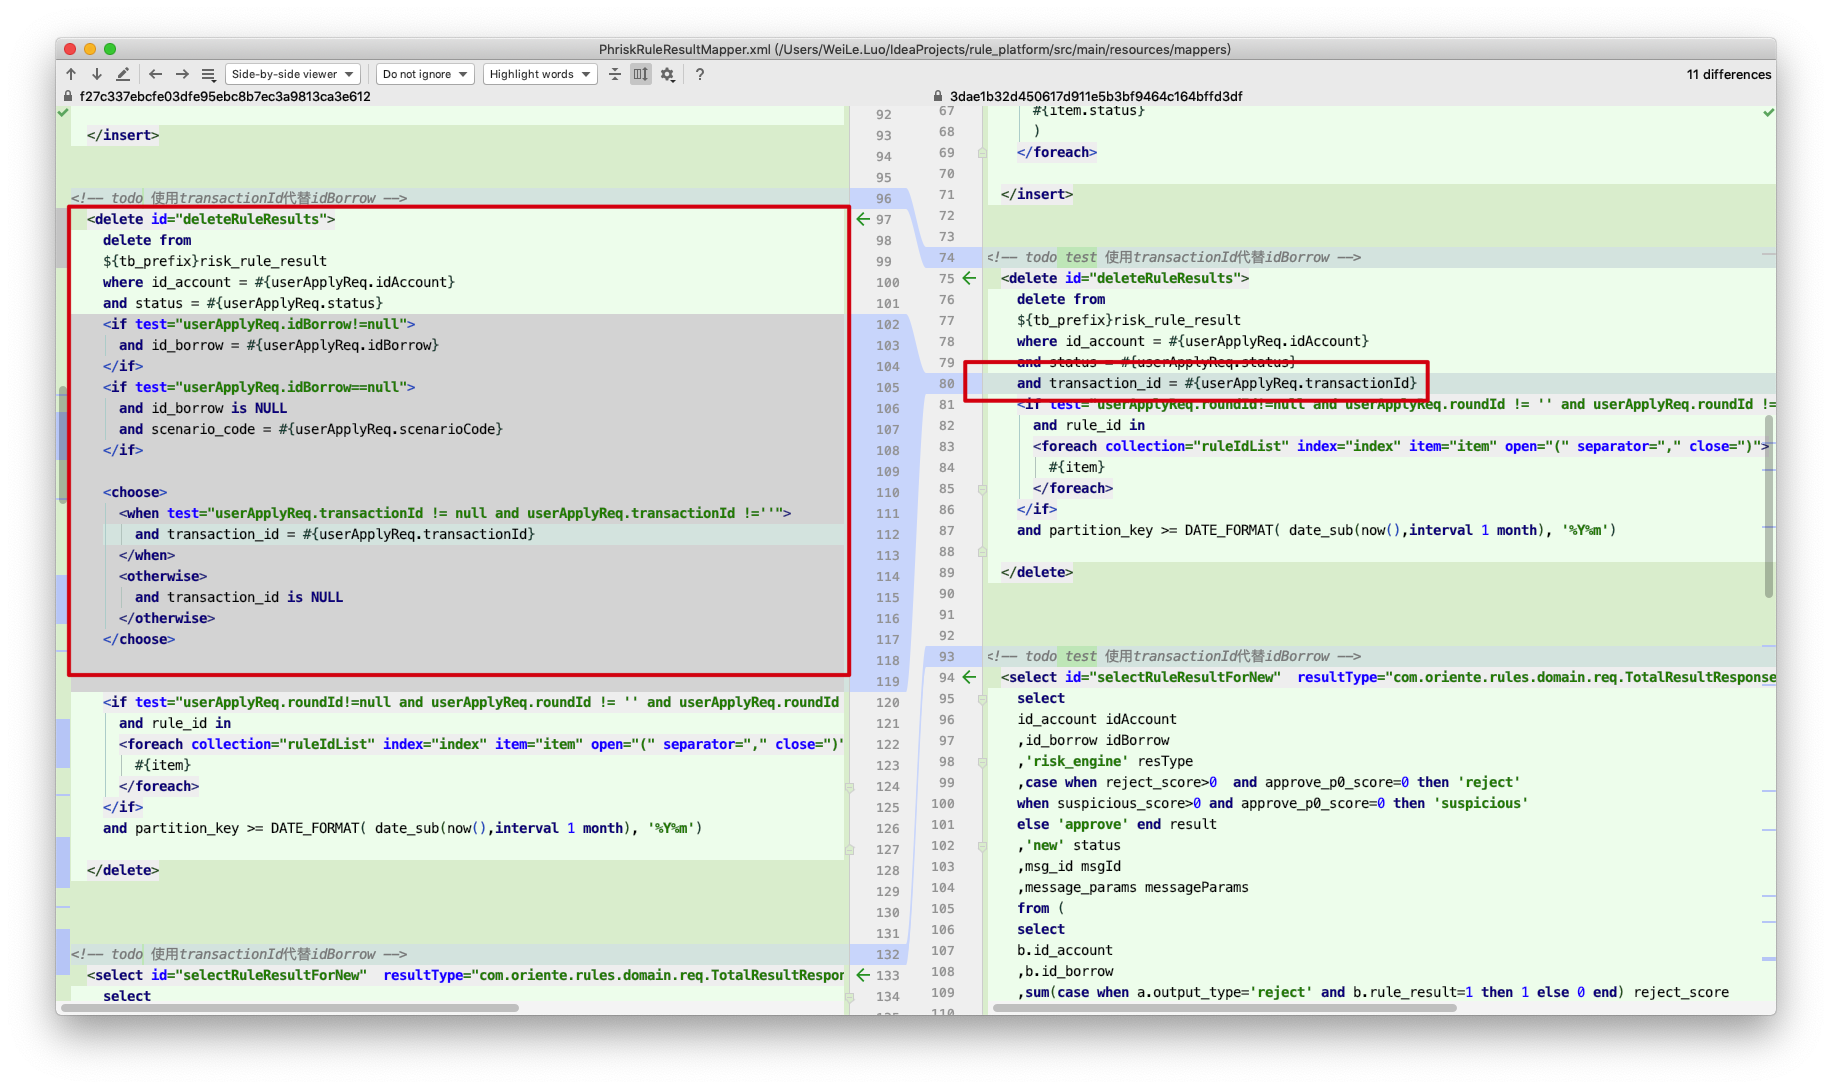 PhriskRuleResultMapper.xml (/Users/WeiLe.Luo/IdeaProjects/rule_platform/src/main/resources/mappers)
Side-by-side viewer Do not ignore Highlight words ? 11 differences
f27c337ebcfe03dfe95ebc8b7ec3a9813ca3e612
92
</insert> 93
94
95
<!-- todo 使用transactionId代替idBorrow --> 96
<delete id="deleteRuleResults"> 97
delete from 98
${tb_prefix}risk_rule_result 99
where id_account = #{userApplyReq.idAccount} 100
and status = #{userApplyReq.status} 101
<if test="userApplyReq.idBorrow!=null"> 102
and id_borrow = #{userApplyReq.idBorrow} 103
</if> 104
<if test="userApplyReq.idBorrow==null"> 105
and id_borrow is NULL 106
and scenario_code = #{userApplyReq.scenarioCode} 107
</if> 108
109
<choose> 110
<when test="userApplyReq.transactionId != null and userApplyReq.transactionId !=''"> 111
and transaction_id = #{userApplyReq.transactionId} 112
</when> 113
<otherwise> 114
and transaction_id is NULL 115
</otherwise> 116
</choose> 117
118
119
<if test="userApplyReq.roundId!=null and userApplyReq.roundId != '' and userApplyReq.roundId 120
and rule_id in 121
<foreach collection="ruleIdList" index="index" item="item" open="(" separator="," close=")" 122
#{item} 123
</foreach> 124
</if> 125
and partition_key >= DATE_FORMAT( date_sub(now(),interval 1 month), '%Y%m') 126
127
</delete> 128
129
130
131
<!-- todo 使用transactionId代替idBorrow --> 132
<select id="selectRuleResultForNew" resultType="com.oriente.rules.domain.req.TotalResultRespor 133
select 134
3dae1b32d450617d911e5b3bf9464c164bffd3df
67 #{item.status}
68 )
69 </foreach>
70
71 </insert>
72
73
74 <!-- todo test 使用transactionId代替idBorrow -->
75 <delete id="deleteRuleResults">
76 delete from
77 ${tb_prefix}risk_rule_result
78 where id_account = #{userApplyReq.idAccount}
79 and status = #{userApplyReq.status}
80 and transaction_id = #{userApplyReq.transactionId}
81 <if test="userApplyReq.roundId!=null and userApplyReq.roundId != '' and userApplyReq.roundId !=
82 and rule_id in
83 <foreach collection="ruleIdList" index="index" item="item" open="(" separator="," close=")">
84 #{item}
85 </foreach>
86 </if>
87 and partition_key >= DATE_FORMAT( date_sub(now(),interval 1 month), '%Y%m')
88
89 </delete>
90
91
92
93 <!-- todo test 使用transactionId代替idBorrow -->
94 <select id="selectRuleResultForNew" resultType="com.oriente.rules.domain.req.TotalResultResponse
95 select
96 id_account idAccount
97 ,id_borrow idBorrow
98 ,'risk_engine' resType
99 ,case when reject_score>0 and approve_p0_score=0 then 'reject'
100 when suspicious_score>0 and approve_p0_score=0 then 'suspicious'
101 else 'approve' end result
102 ,'new' status
103 ,msg_id msgId
104 ,message_params messageParams
105 from (
106 select
107 b.id_account
108 ,b.id_borrow
109 ,sum(case when a.output_type='reject' and b.rule_result=1 then 1 else 0 end) reject_score
110